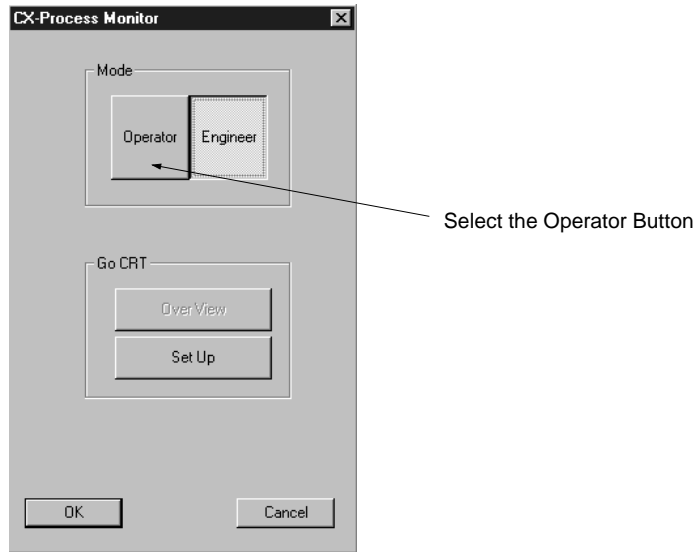 CX-Process Monitor
Mode
Operator Engineer
Select the Operator Button
Go CRT
Over View
Set Up
OK Cancel